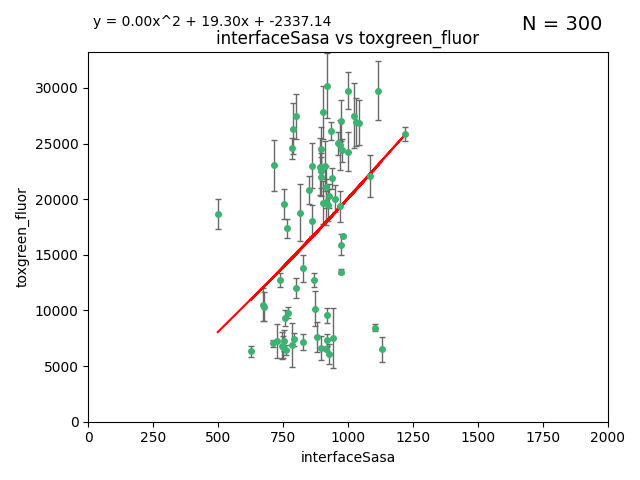 y = 0.00x^2 + 19.30x + -2337.14
N = 300
interfaceSasa vs toxgreen_fluor
30000
25000
20000
15000
10000
5000
0
toxgreen_fluor
0 250 500 750 1000 1250 1500 1750 2000
interfaceSasa